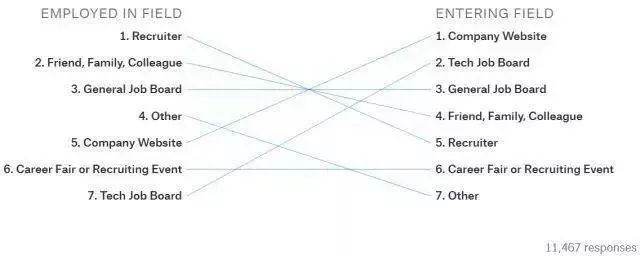 EMPLOYED IN FIELD
1. Recruiter
2. Friend, Family, Colleague
3. General Job Board
4. Other
5. Company Website
6. Career Fair or Recruiting Event
7. Tech Job Board
ENTERING FIELD
1. Company Website
2. Tech Job Board
3. General Job Board
4. Friend, Family, Colleague
5. Recruiter
6. Career Fair or Recruiting Event
7. Other
11,467 responses